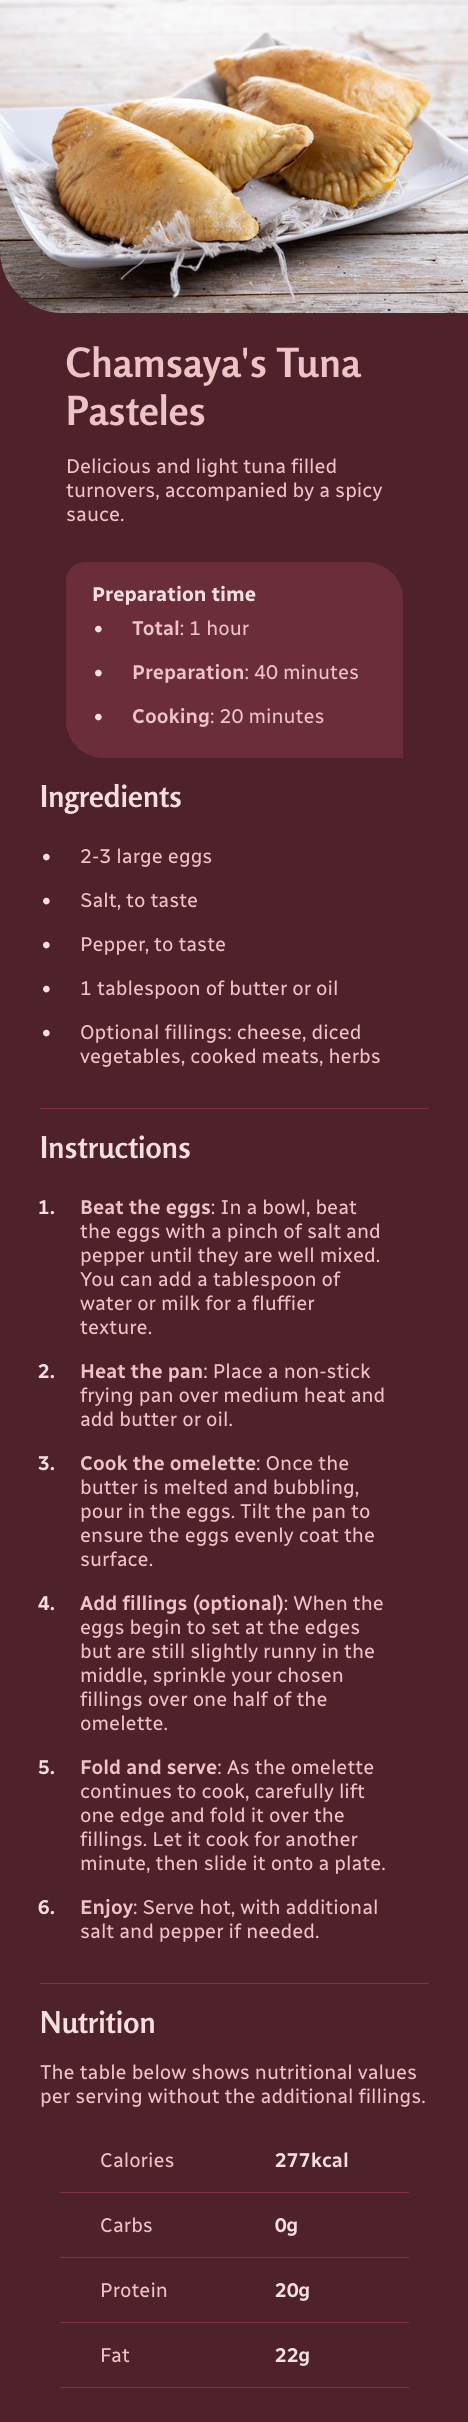 Chamsaya's Tuna
Pasteles
Delicious and light tuna filled
turnovers, accompanied by a spicy
sauce.
Preparation time
• Total: 1 hour
• Preparation: 40 minutes
• Cooking: 20 minutes
Ingredients
• 2-3 large eggs
• Salt, to taste
• Pepper, to taste
• 1 tablespoon of butter or oil
• Optional fillings: cheese, diced
vegetables, cooked meats, herbs
Instructions
1. Beat the eggs: In a bowl, beat
the eggs with a pinch of salt and
pepper until they are well mixed.
You can add a tablespoon of
water or milk for a fluffier
texture.
2. Heat the pan: Place a non-stick
frying pan over medium heat and
add butter or oil.
3. Cook the omelette: Once the
butter is melted and bubbling,
pour in the eggs. Tilt the pan to
ensure the eggs evenly coat the
surface.
4. Add fillings (optional): When the
eggs begin to set at the edges
but are still slightly runny in the
middle, sprinkle your chosen
fillings over one half of the
omelette.
5. Fold and serve: As the omelette
continues to cook, carefully lift
one edge and fold it over the
fillings. Let it cook for another
minute, then slide it onto a plate.
6. Enjoy: Serve hot, with additional
salt and pepper if needed.
Nutrition
The table below shows nutritional values
per serving without the additional fillings.
Calories 277kcal
Carbs 0g
Protein 20g
Fat 22g